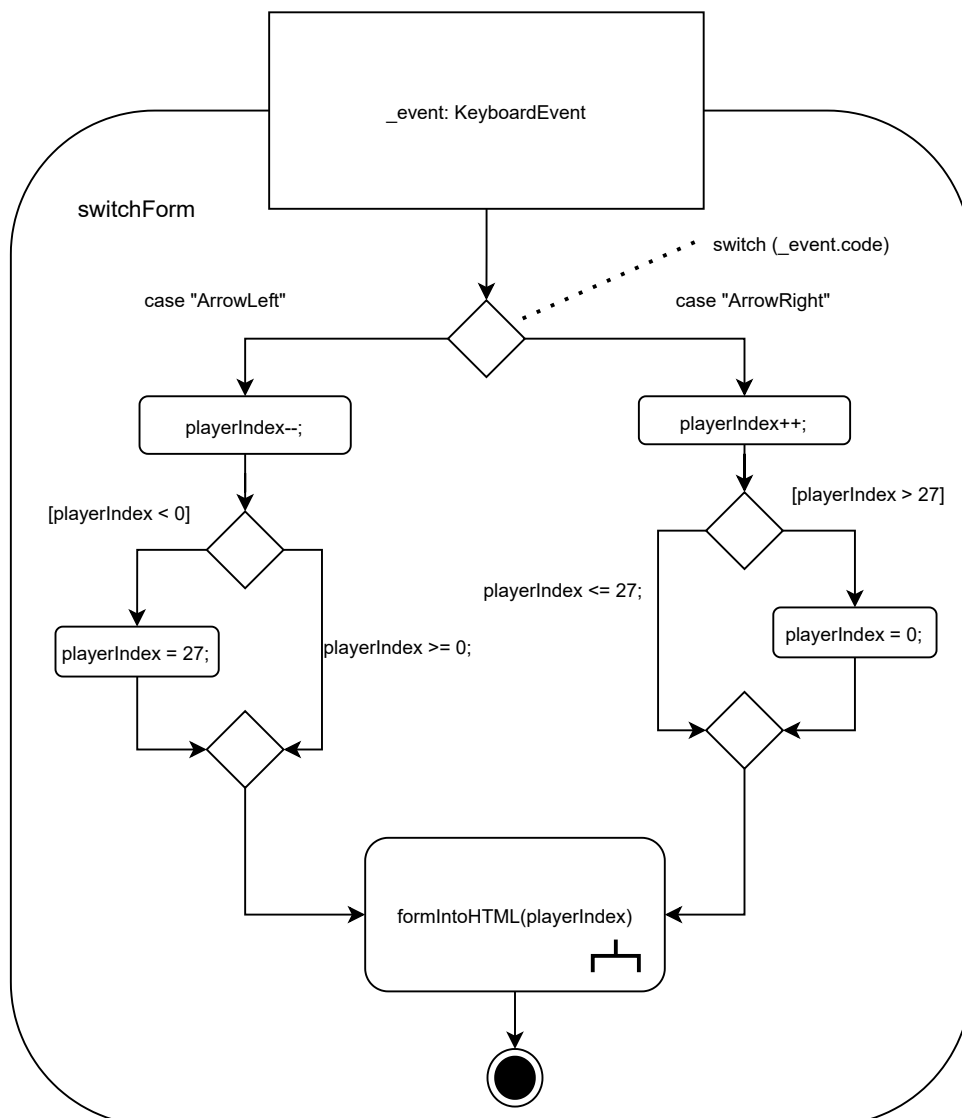 _event: KeyboardEvent
switchForm
switch (_event.code)
case "ArrowLeft"
case "ArrowRight"
playerIndex--;
playerIndex++;
[playerIndex < 0]
[playerIndex > 27]
playerIndex <= 27;
playerIndex = 27;
playerIndex >= 0;
playerIndex = 0;
formIntoHTML(playerIndex)